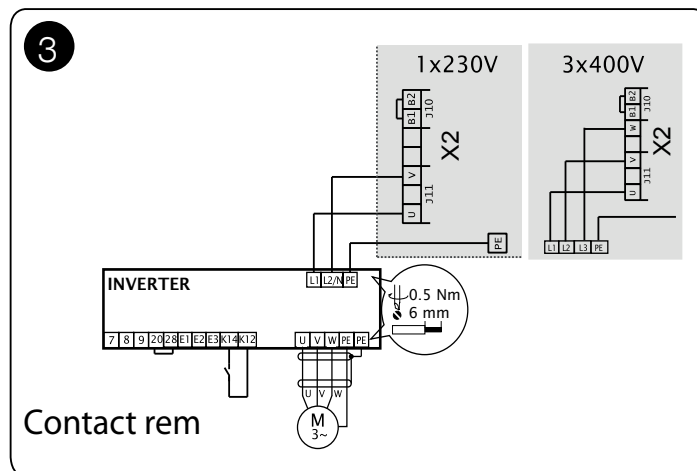 3
1x230V
3x400V
B1 B2
J10
X2
V
J11
U
PE
B1 B2
J10
W
X2
V
J11
U
L1 L2 L3 PE
L1 L2/N PE
INVERTER
0.5 Nm
6 mm
7 8 9 20 28 E1 E2 E3 K14 K12
U V W PE PE
U V W
M
3~
Contact rem